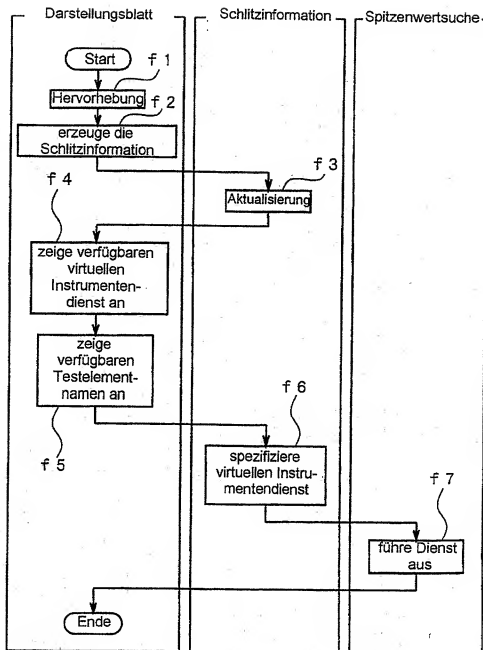 Darstellungsblatt
Schlitzinformation
Spitzenwertsuche
Start
f 1
Hervorhebung
f 2
erzeuge die
Schlitzinformation
f 3
Aktualisierung
f 4
zeige verfügbaren
virtuellen
Instrumenten-
dienst an
zeige
verfügbaren
Testelement-
namen an
f 5
f 6
spezifiziere
virtuellen Instru-
mentendienst
f 7
führe Dienst
aus
Ende